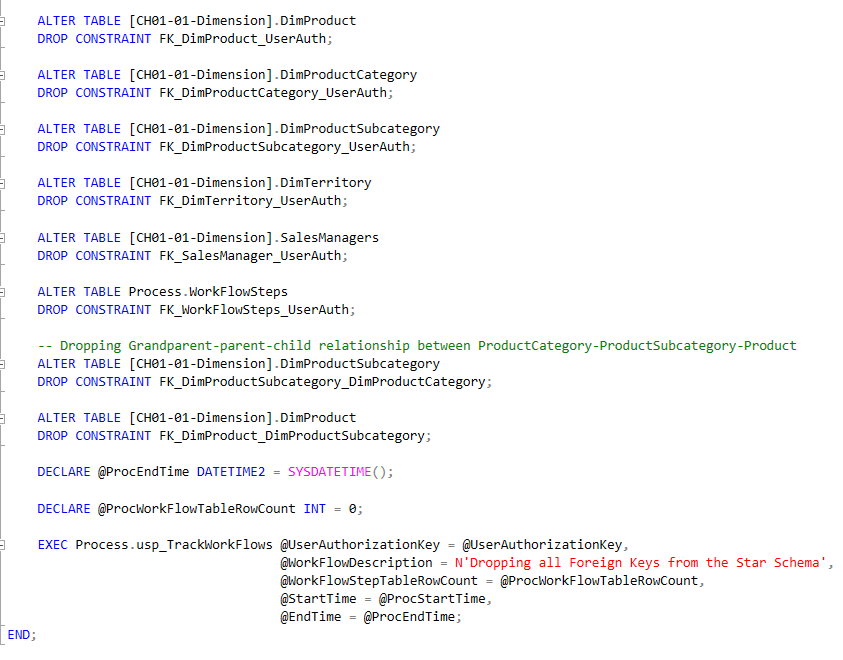 ALTER TABLE [CH01-01-Dimension].DimProduct
DROP CONSTRAINT FK_DimProduct_UserAuth;
ALTER TABLE [CH01-01-Dimension].DimProductCategory
DROP CONSTRAINT FK_DimProductCategory_UserAuth;
ALTER TABLE [CH01-01-Dimension].DimProductSubcategory
DROP CONSTRAINT FK_DimProductSubcategory_UserAuth;
ALTER TABLE [CH01-01-Dimension].DimTerritory
DROP CONSTRAINT FK_DimTerritory_UserAuth;
ALTER TABLE [CH01-01-Dimension].SalesManagers
DROP CONSTRAINT FK_SalesManager_UserAuth;
ALTER TABLE Process.WorkFlowSteps
DROP CONSTRAINT FK_WorkFlowSteps_UserAuth;
-- Dropping Grandparent-parent-child relationship between ProductCategory-ProductSubcategory-Product
ALTER TABLE [CH01-01-Dimension].DimProductSubcategory
DROP CONSTRAINT FK_DimProductSubcategory_DimProductCategory;
ALTER TABLE [CH01-01-Dimension].DimProduct
DROP CONSTRAINT FK_DimProduct_DimProductSubcategory;
DECLARE @ProcEndTime DATETIME2 = SYSDATETIME();
DECLARE @ProcWorkFlowTableRowCount INT = 0;
EXEC Process.usp_TrackWorkFlows @UserAuthorizationKey = @UserAuthorizationKey,
@WorkFlowDescription = N'Dropping all Foreign Keys from the Star Schema',
@WorkFlowStepTableRowCount = @ProcWorkFlowTableRowCount,
@StartTime = @ProcStartTime,
@EndTime = @ProcEndTime;
END;